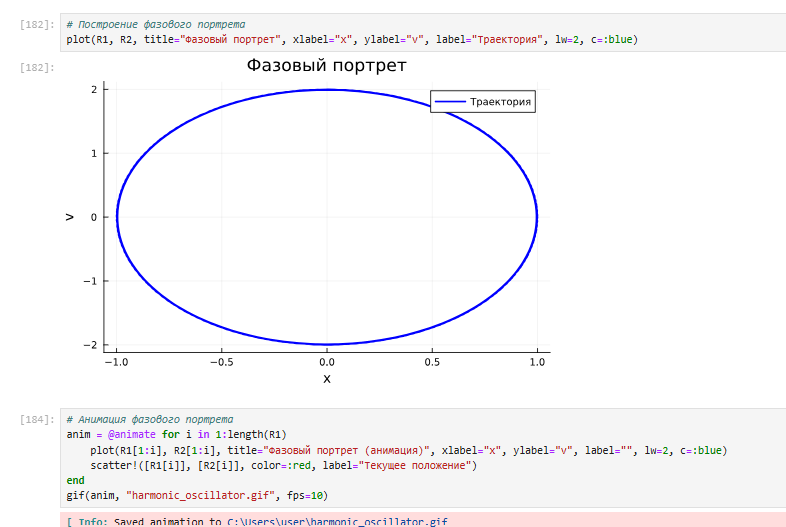 [182]:
# Построение фазового портрета
plot(R1, R2, title="Фазовый портрет", xlabel="x", ylabel="v", label="Траектория", lw=2, c=:blue)
[182]:
Фазовый портрет
Траектория
2
1
0
−1
−2
v
−1.0 −0.5 0.0 0.5 1.0
x
[184]:
# Анимация фазового портрета
anim = @animate for i in 1:length(R1)
    plot(R1[1:i], R2[1:i], title="Фазовый портрет (анимация)", xlabel="x", ylabel="v", label="", lw=2, c=:blue)
    scatter!([R1[i]], [R2[i]], color=:red, label="Текущее положение")
end
gif(anim, "harmonic_oscillator.gif", fps=10)
[ Info: Saved animation to C:\Users\user\harmonic_oscillator.gif